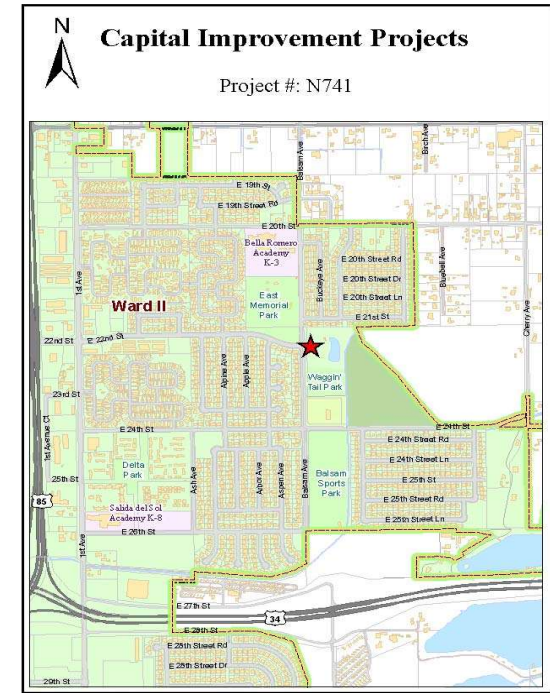 N
Capital Improvement Projects
Project #: N741
Balsam Ave
Birch Ave
E 19th St
E 19th Street Rd
E 20th St
Bella Romero
Academy
K-3
E 20th Street Rd
E 20th Street Dr
E 20th Street Ln
E 21st St
Buckeye Ave
Bluebell Ave
Cherry Ave
1st Ave
Ward II
East
Memorial
Park
22nd St
E 22nd St
Waggin'
Tail Park
Alpine Ave
Apple Ave
23rd St
E 24th St
E 24th St
E 24th Street Rd
E 24th Street Ln
E 25th St
E 25th Street Rd
E 25th Street Ln
1st Avenue Ct
25th St
Delta
Park
Ash Ave
Arbor Ave
Aspen Ave
Balsam Ave
Balsam
Sports
Park
85
Salida del Sol
Academy K-8
E 26th St
1st Ave
E 27th St
34
E 28th St
E 28th Street Rd
E 28th Street Dr
29th St